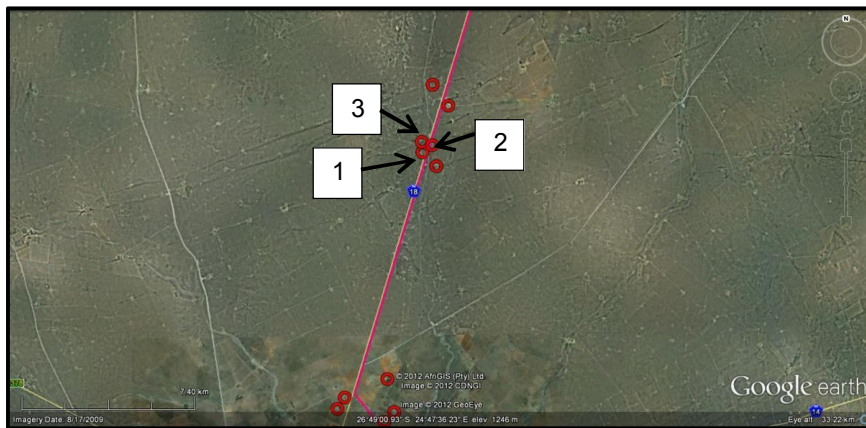 N
3
2
1
18
7.40 km
© 2012 AfriGIS (Pty) Ltd
Image © 2012 CONGI
Image © 2012 GeoEye
Google earth
14
Imagery Date: 8/17/2009
26°49'00.93" S 24°47'36.23" E elev 1246 m
Eye alt 33.22 km